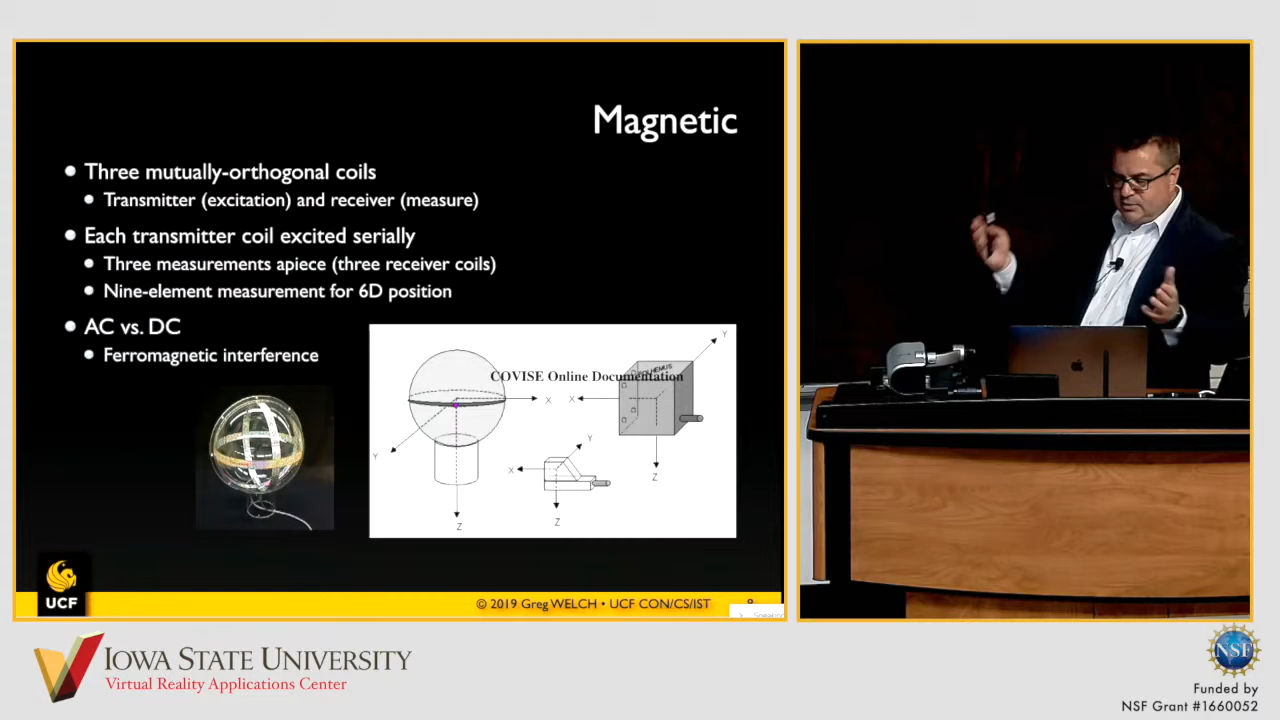 Magnetic
Three mutually-orthogonal coils
Transmitter (excitation) and receiver (measure)
Each transmitter coil excited serially
Three measurements apiece (three receiver coils)
Nine-element measurement for 6D position
AC vs. DC
Ferromagnetic interference
COVISE Online Documentation
POLHEMUS
Y
X
X
Y
X
Y
Z
Z
Z
UCF
© 2019 Greg WELCH • UCF CON/CS/IST
IOWA STATE UNIVERSITY
Virtual Reality Applications Center
NSF
Funded by
NSF Grant #1660052